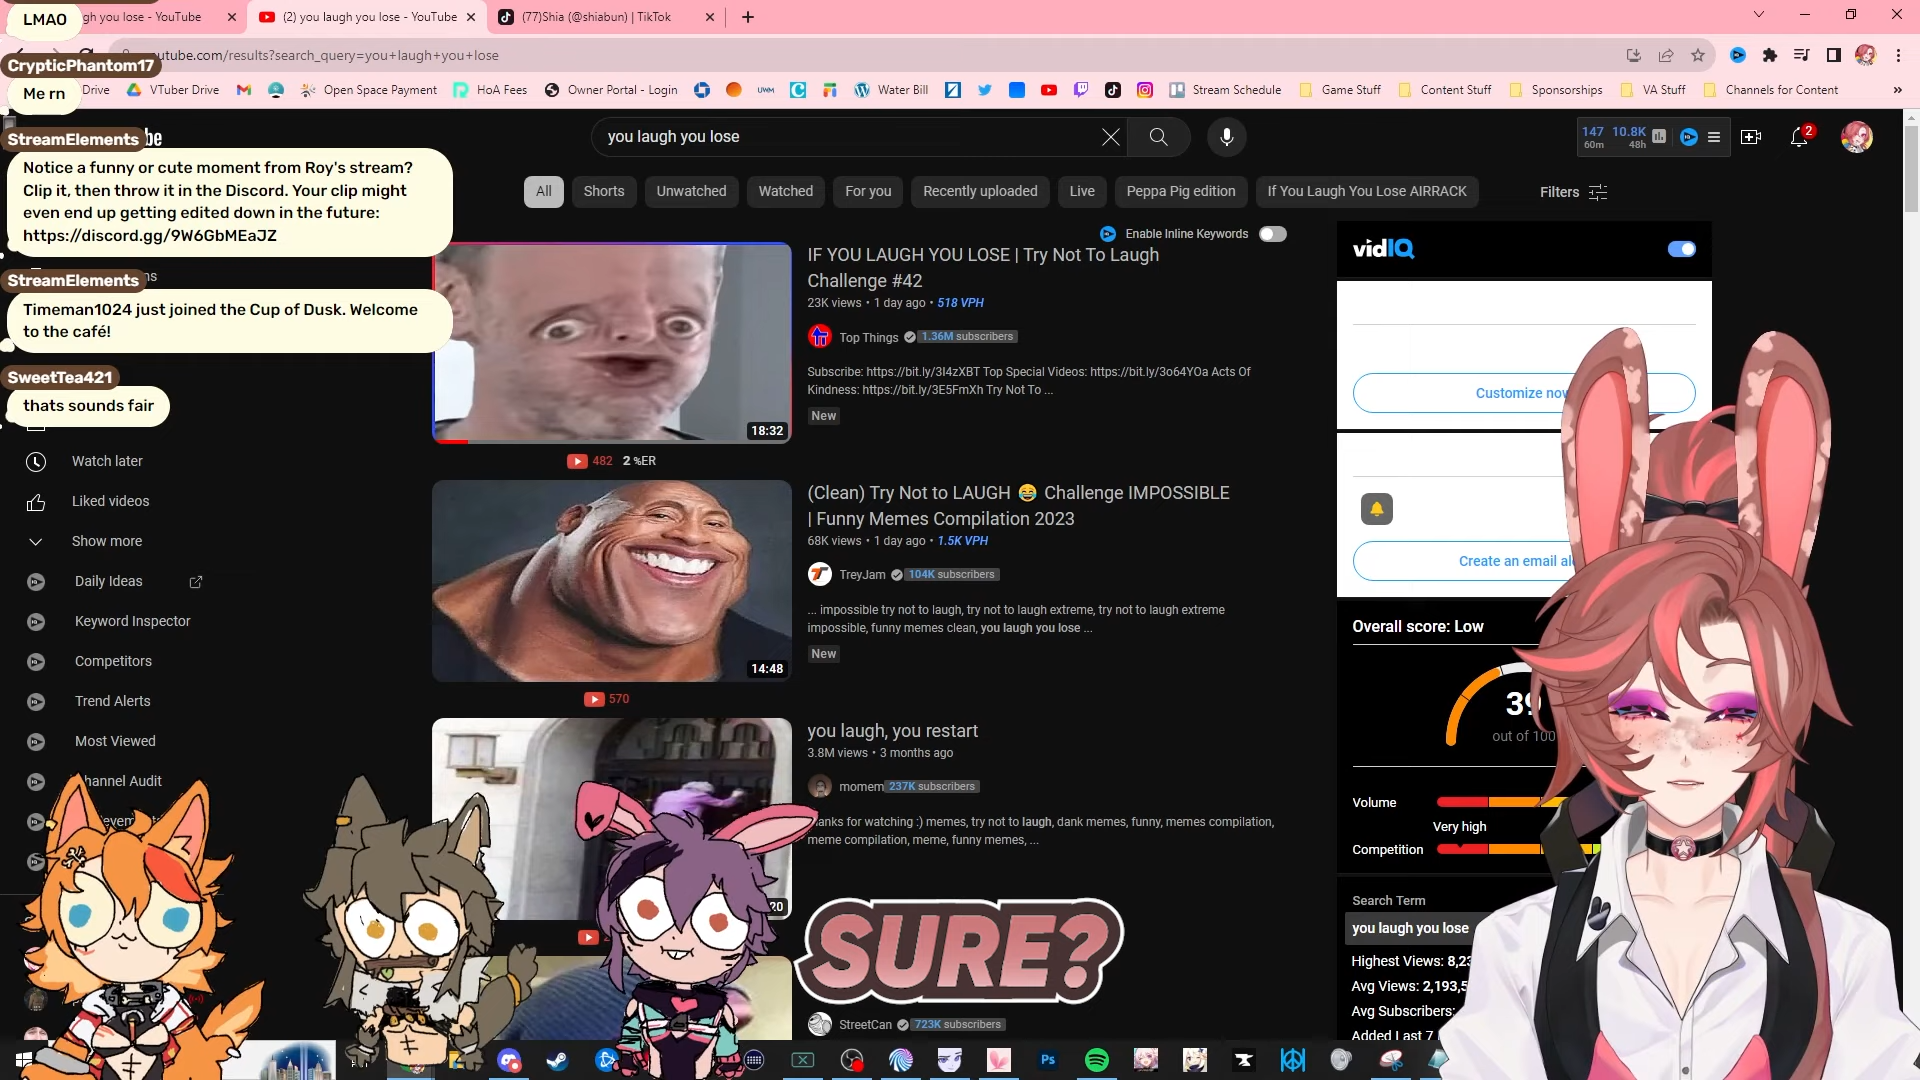 LMAO
gh you lose - YouTube
(2) you laugh you lose - YouTube
(77)Shia (@shiabun) | TikTok
CrypticPhantom17
Me rn
utube.com/results?search_query=you+laugh+you+lose
Drive
VTuber Drive
Open Space Payment
HoA Fees
Owner Portal - Login
UWM
Water Bill
Stream Schedule
Game Stuff
Content Stuff
Sponsorships
VA Stuff
Channels for Content
StreamElements
be
Notice a funny or cute moment from Roy's stream?
Clip it, then throw it in the Discord. Your clip might
even end up getting edited down in the future:
https://discord.gg/9W6GbMEaJZ
StreamElements
Timeman1024 just joined the Cup of Dusk. Welcome
to the café!
SweetTea421
thats sounds fair
you laugh you lose
147 60m
10.8K 48h
2
All
Shorts
Unwatched
Watched
For you
Recently uploaded
Live
Peppa Pig edition
If You Laugh You Lose AIRRACK
Filters
Enable Inline Keywords
Watch later
Liked videos
Show more
Daily Ideas
Keyword Inspector
Competitors
Trend Alerts
Most Viewed
hannel Audit
IF YOU LAUGH YOU LOSE | Try Not To Laugh
Challenge #42
23K views • 1 day ago • 518 VPH
Top Things
1.36M subscribers
Subscribe: https://bit.ly/3I4zXBT Top Special Videos: https://bit.ly/3o64YOa Acts Of
Kindness: https://bit.ly/3E5FmXh Try Not To ...
New
18:32
482 2 %ER
(Clean) Try Not to LAUGH 😂 Challenge IMPOSSIBLE
| Funny Memes Compilation 2023
68K views • 1 day ago • 1.5K VPH
TreyJam
104K subscribers
... impossible try not to laugh, try not to laugh extreme, try not to laugh extreme
impossible, funny memes clean, you laugh you lose ...
New
14:48
570
you laugh, you restart
3.8M views • 3 months ago
momem
237K subscribers
hanks for watching :) memes, try not to laugh, dank memes, funny, memes compilation,
meme compilation, meme, funny memes, ...
20
SURE?
StreetCan
723K subscribers
vidIQ
Customize now
Create an email al
Overall score: Low
39
out of 100
Volume
Very high
Competition
Search Term
you laugh you lose
Highest Views: 8,23
Avg Views: 2,193,5
Avg Subscribers:
Added Last 7
Ps